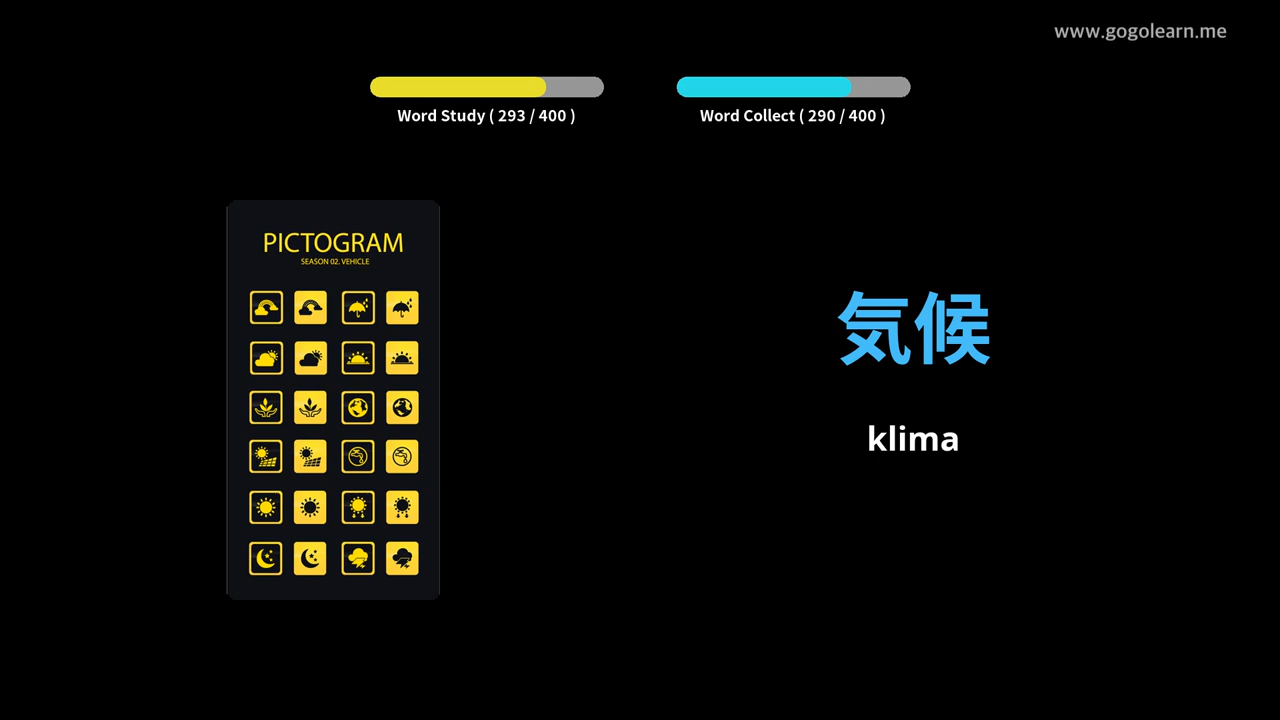 www.gogolearn.me
Word Study ( 293 / 400 )
Word Collect ( 290 / 400 )
PICTOGRAM
SEASON 02. VEHICLE
気候
klima